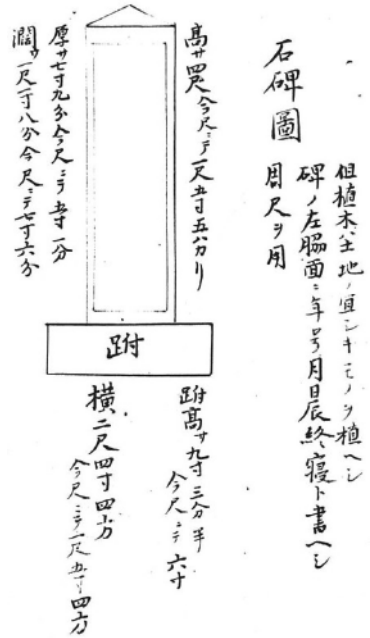 石碑圖
周尺ヲ用
但植木ハ土地ノ宜シキモノヲ植ヘシ
碑ノ左脇面ニ年号月日辰終寝ト書ヘシ
高サ四尺今尺ニテ一尺五寸五八カリ
厚サ七寸九分今尺ニテ五寸一分
濶サ一尺一寸八分今尺ニテ七寸六分
趺高サ九寸三分半
今尺ニテ六寸
横二尺四寸四方
今尺ニテ一尺五寸四方
趺